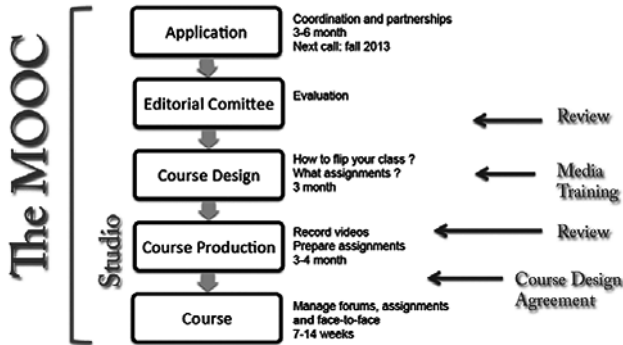 The MOOC
Studio
Application
Coordination and partnerships
3-6 month
Next call: fall 2013
Editorial Comittee
Evaluation
Review
Course Design
How to flip your class ?
What assignments ?
3 month
Media
Training
Course Production
Record videos
Prepare assignments
3-4 month
Review
Course Design
Agreement
Course
Manage forums, assignments
and face-to-face
7-14 weeks